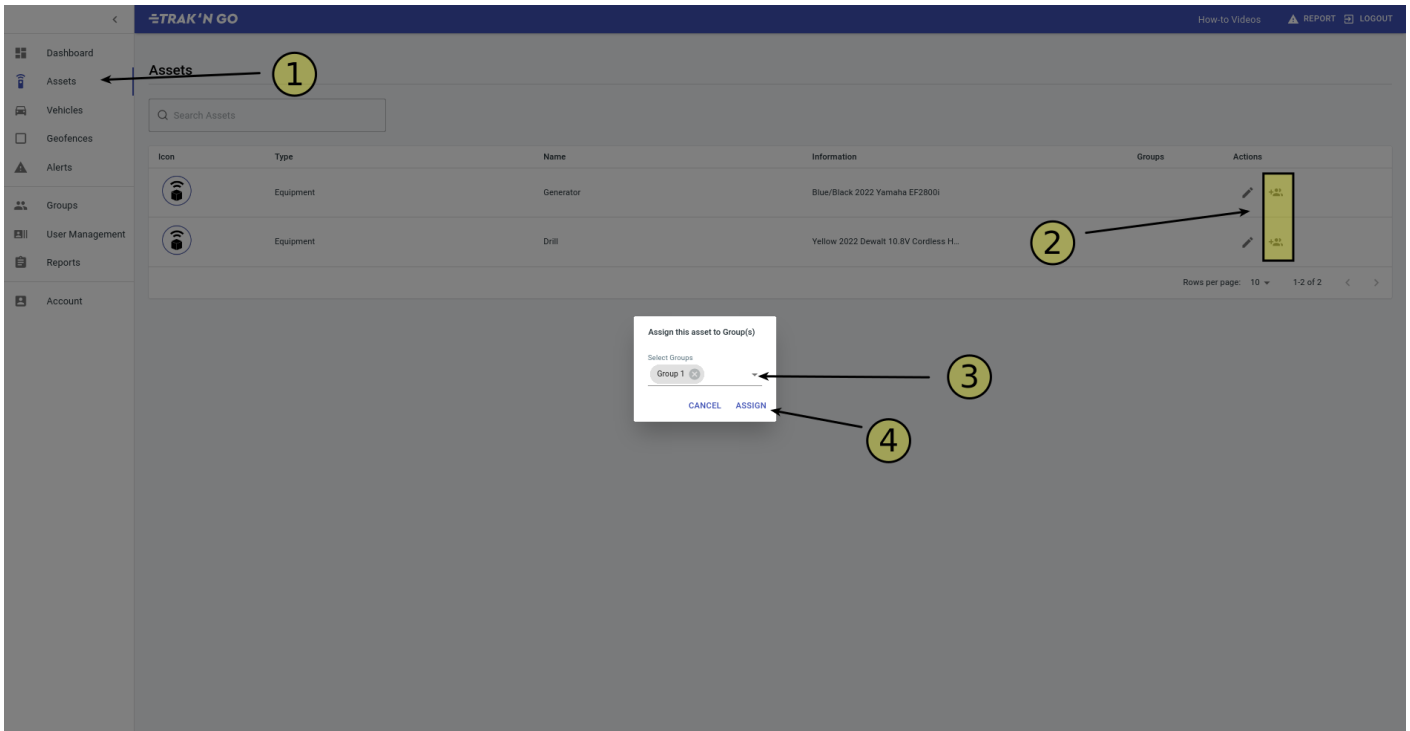 TRAK'N GO
How-to Videos
REPORT
LOGOUT
Dashboard
Assets
Vehicles
Geofences
Alerts
Groups
User Management
Reports
Account
Assets
1
Search Assets
Icon Type Name Information Groups Actions
Equipment Generator Blue/Black 2022 Yamaha EF2800i
Equipment Drill Yellow 2022 Dewalt 10.8V Cordless H...
2
Rows per page: 10 1-2 of 2
Assign this asset to Group(s)
Select Groups
Group 1
3
CANCEL ASSIGN
4